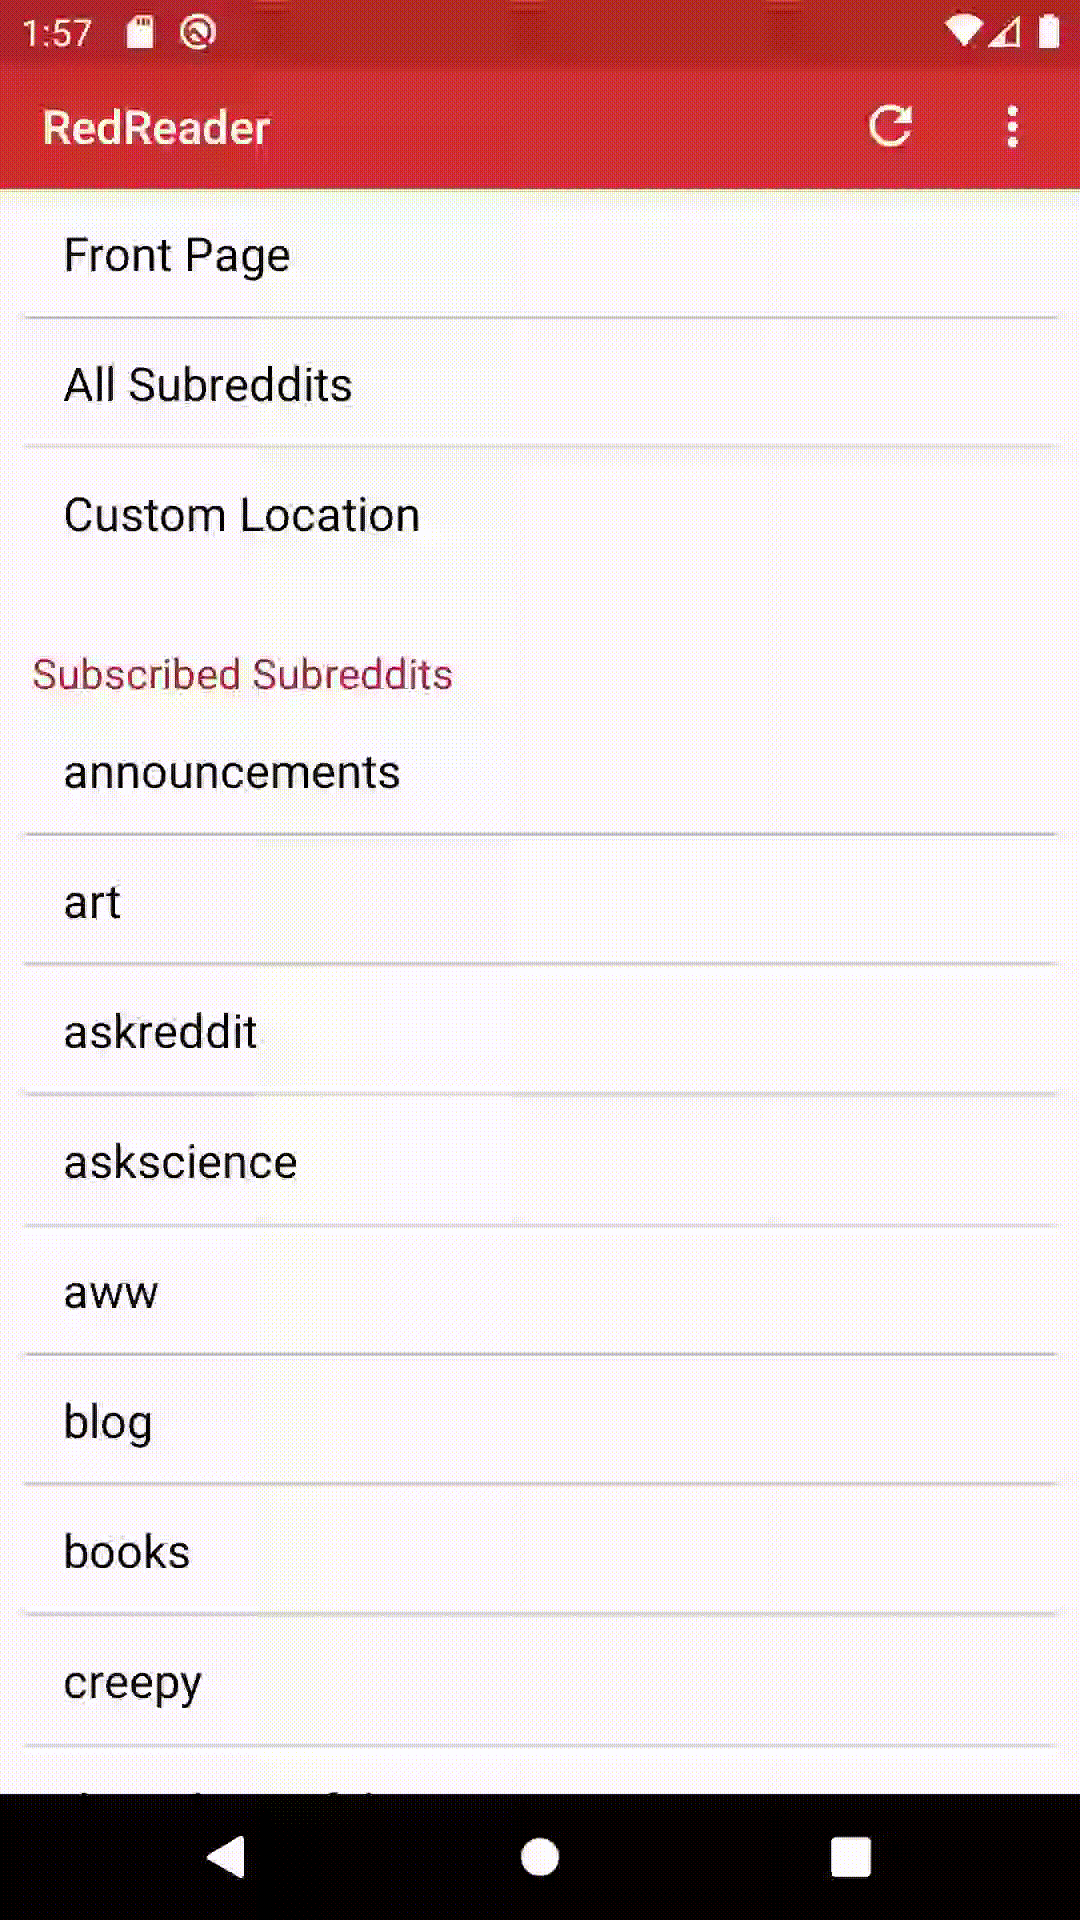 1:57
RedReader
Front Page
All Subreddits
Custom Location
Subscribed Subreddits
announcements
art
askreddit
askscience
aww
blog
books
creepy